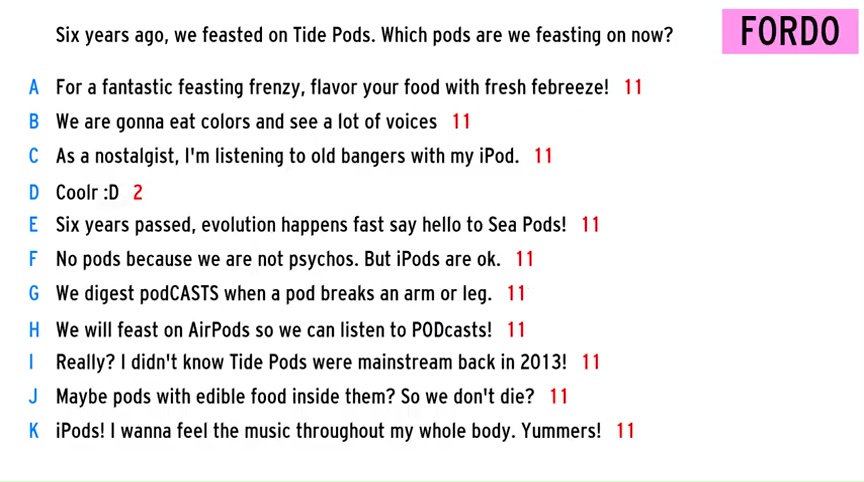 Six years ago, we feasted on Tide Pods. Which pods are we feasting on now?
FORDO
A For a fantastic feasting frenzy, flavor your food with fresh febreeze! 11
B We are gonna eat colors and see a lot of voices 11
C As a nostalgist, I'm listening to old bangers with my iPod. 11
D Coolr :D 2
E Six years passed, evolution happens fast say hello to Sea Pods! 11
F No pods because we are not psychos. But iPods are ok. 11
G We digest podCASTS when a pod breaks an arm or leg. 11
H We will feast on AirPods so we can listen to PODcasts! 11
I Really? I didn't know Tide Pods were mainstream back in 2013! 11
J Maybe pods with edible food inside them? So we don't die? 11
K iPods! I wanna feel the music throughout my whole body. Yummers! 11